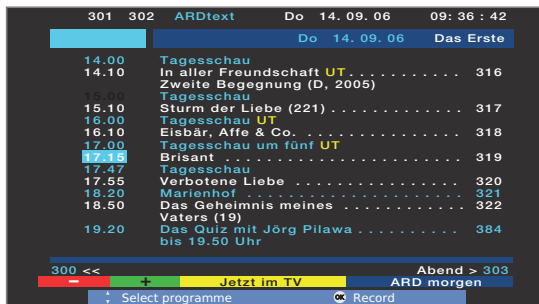 301 302 ARDtext Do 14. 09. 06 09: 36 : 42
Do 14. 09. 06 Das Erste
14.00 Tagesschau
14.10 In aller Freundschaft UT . . . . . . . . . . . 316
Zweite Begegnung (D, 2005)
15.00 Tagesschau
15.10 Sturm der Liebe (221) . . . . . . . . . . . . . 317
16.00 Tagesschau UT
16.10 Eisbär, Affe & Co. . . . . . . . . . . . . . . . 318
17.00 Tagesschau um fünf UT
17.15 Brisant . . . . . . . . . . . . . . . . . . . . . . . 319
17.47 Tagesschau
17.55 Verbotene Liebe . . . . . . . . . . . . . . . . 320
18.20 Marienhof . . . . . . . . . . . . . . . . . . . . 321
18.50 Das Geheimnis meines . . . . . . . . . . . 322
Vaters (19)
19.20 Das Quiz mit Jörg Pilawa . . . . . . . . . . 384
bis 19.50 Uhr
300 << Abend > 303
− + Jetzt im TV ARD morgen
Select programme OK Record